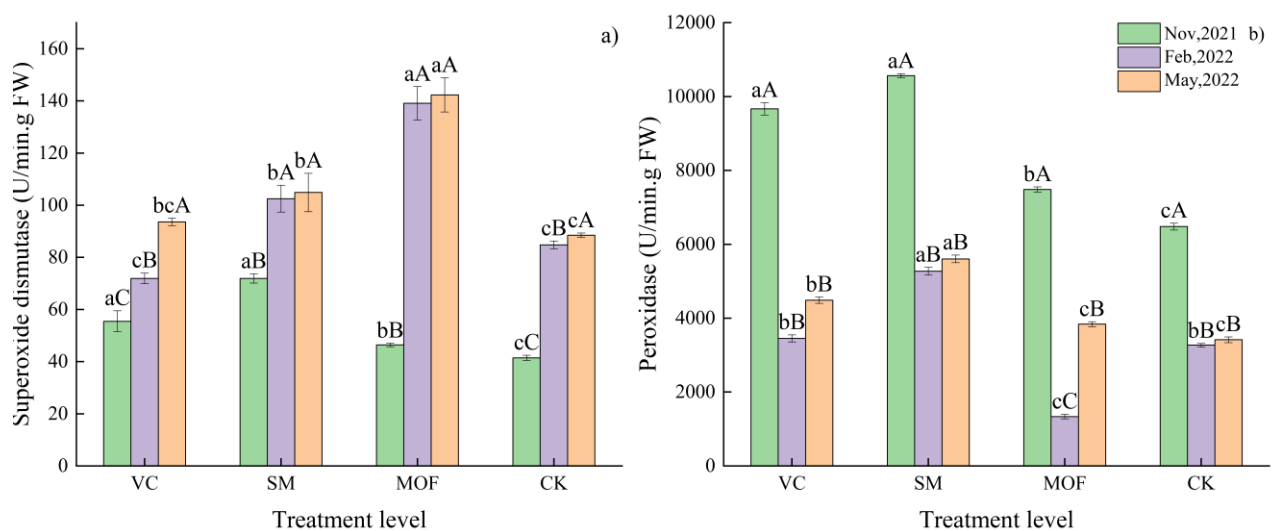 a)
Superoxide dismutase (U/min.g FW)
160
140
120
100
80
60
40
20
0
aC
cB
bcA
aB
bA
bA
bB
aA
aA
cC
cB
cA
VC
SM
MOF
CK
Treatment level
b)
Nov,2021
Feb,2022
May,2022
Peroxidase (U/min.g FW)
12000
10000
8000
6000
4000
2000
0
aA
bB
bB
aA
aB
aB
bA
cC
cB
cA
bB
cB
VC
SM
MOF
CK
Treatment level